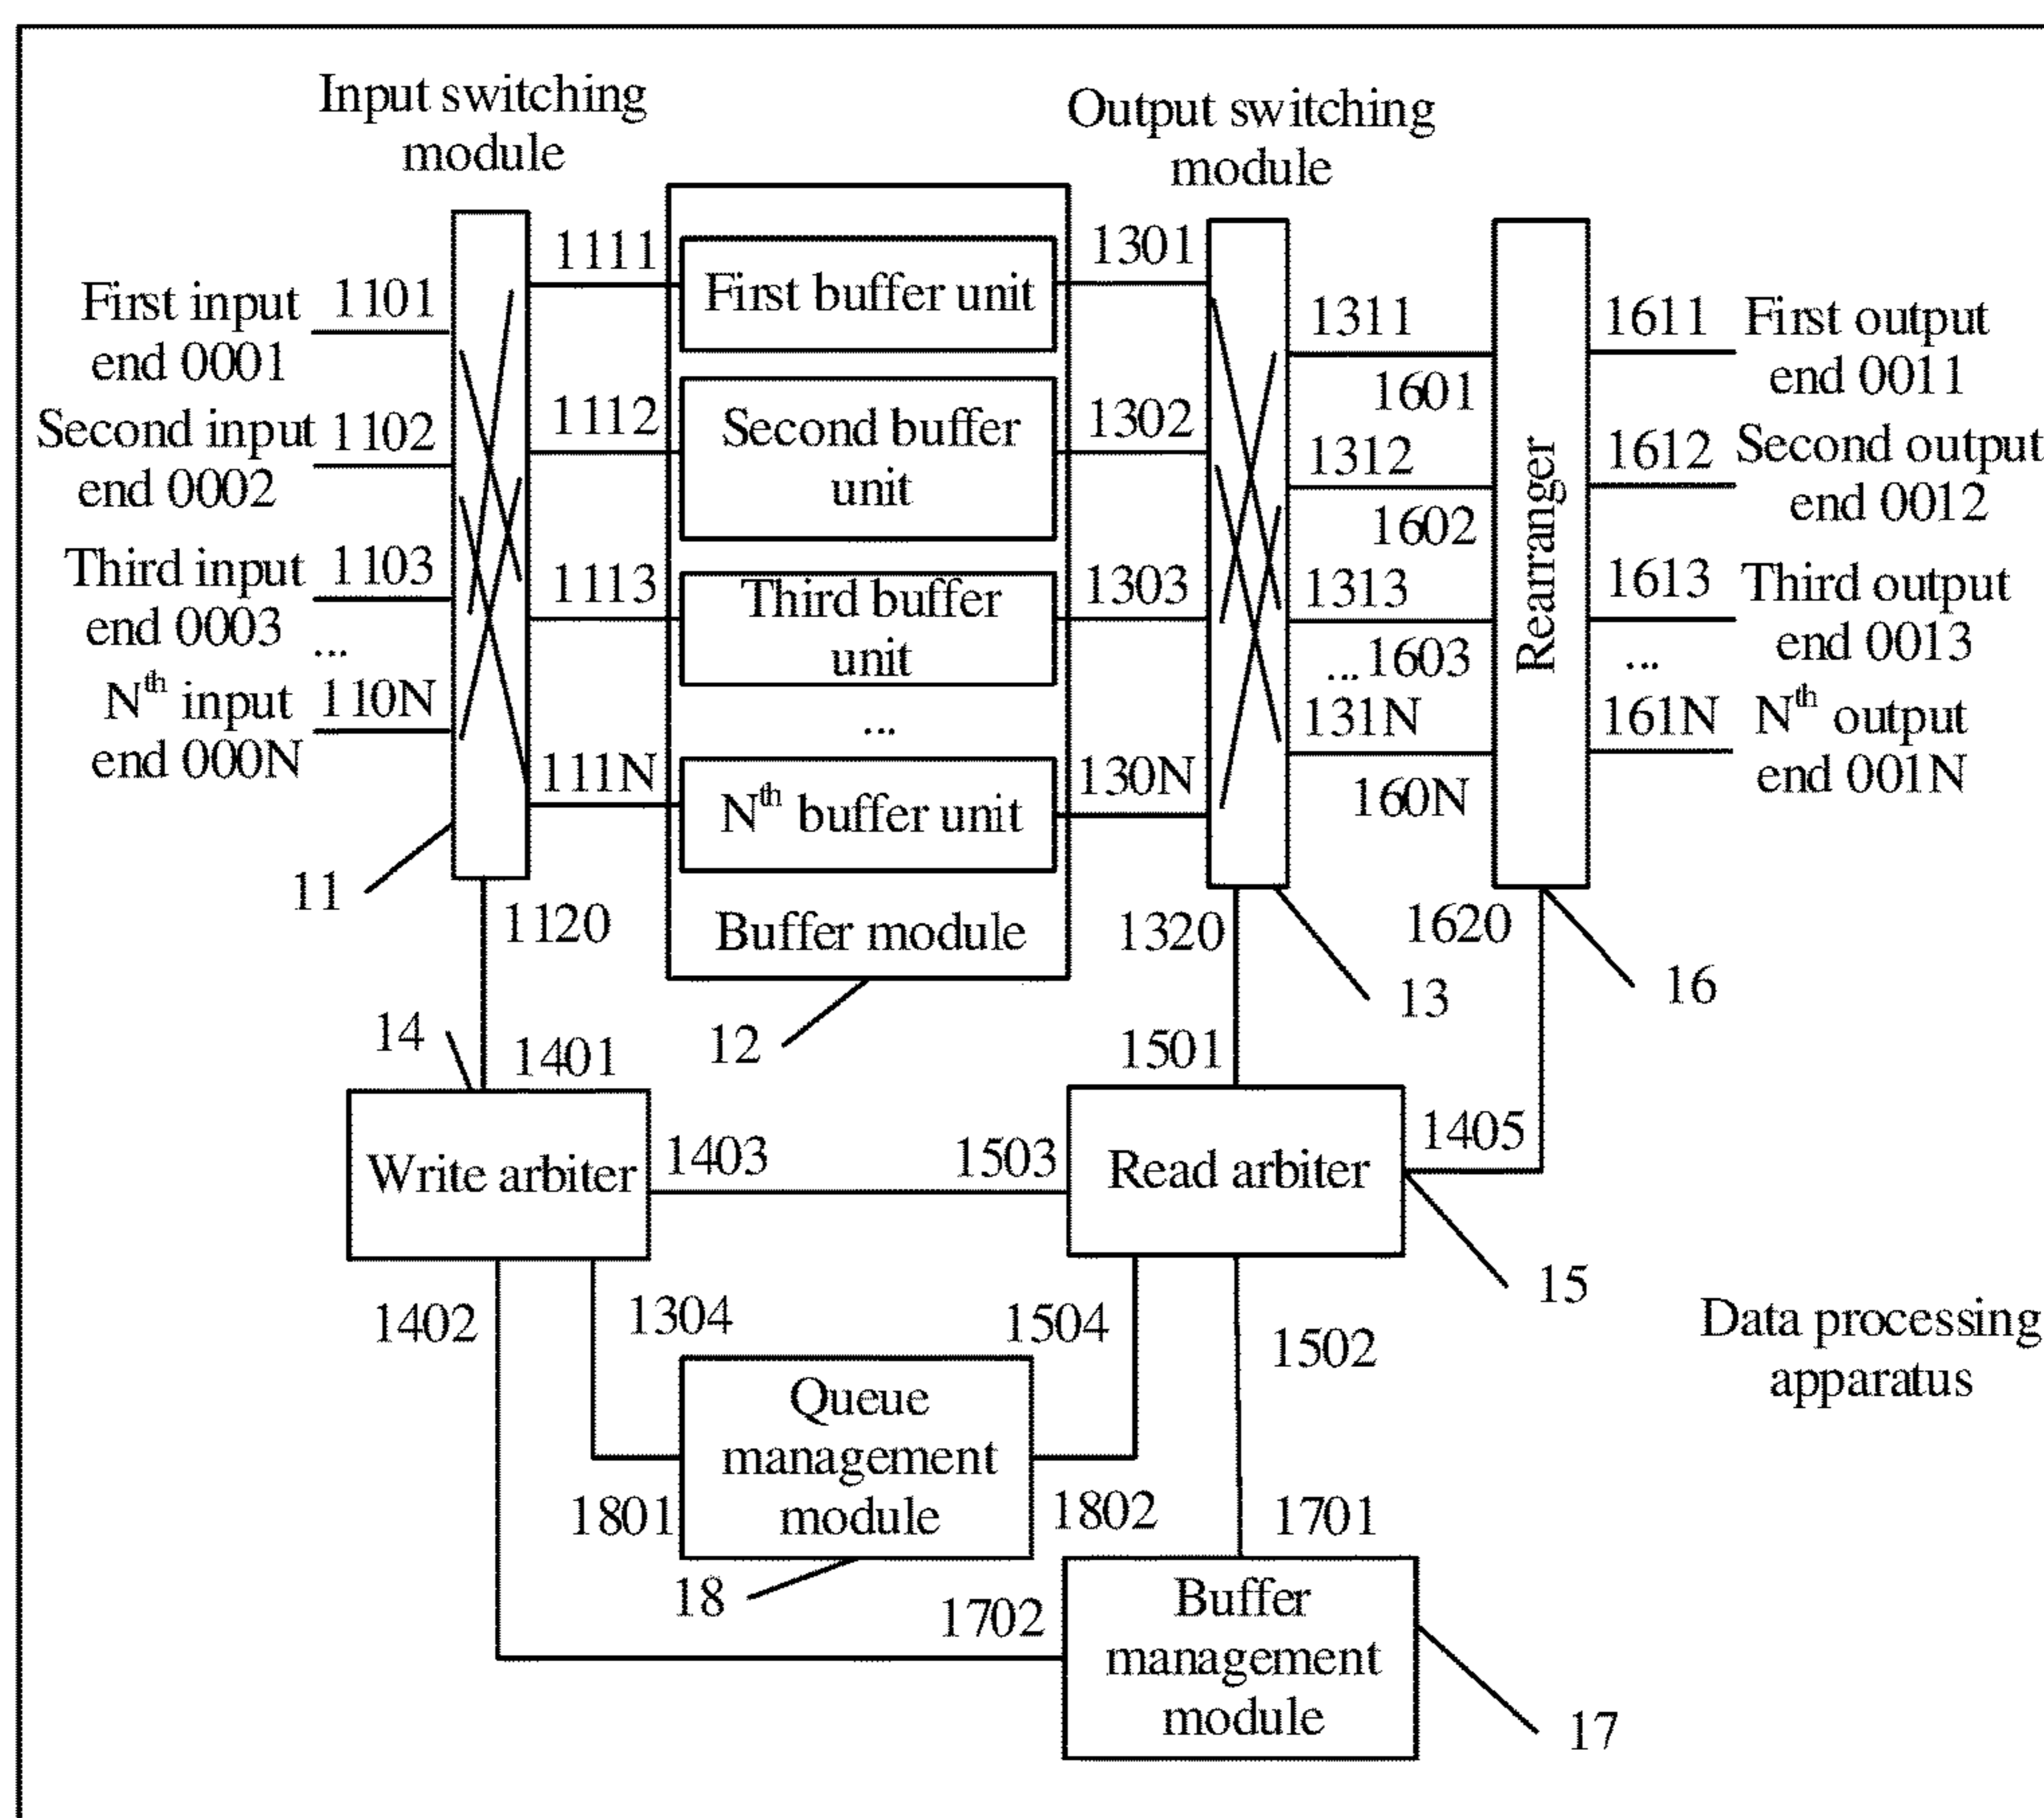 Input switching
module
Output switching
module
First input
end 0001
1101
Second input
end 0002
1102
Third input
end 0003
1103
...
Nth input
end 000N
110N
11
1111
1112
1113
111N
1120
First buffer unit
Second buffer
unit
Third buffer
unit
...
Nth buffer unit
Buffer module
12
1301
1302
1303
130N
1320
13
1311
1601
1312
1602
1313
...
1603
131N
160N
Rearranger
1620
16
1611
First output
end 0011
1612
Second output
end 0012
1613
Third output
end 0013
...
161N
Nth output
end 001N
14
1401
Write arbiter
1403
1503
1501
Read arbiter
1405
15
1402
1304
1504
1502
Queue
management
module
1801
1802
18
1701
1702
Buffer
management
module
17
Data processing
apparatus